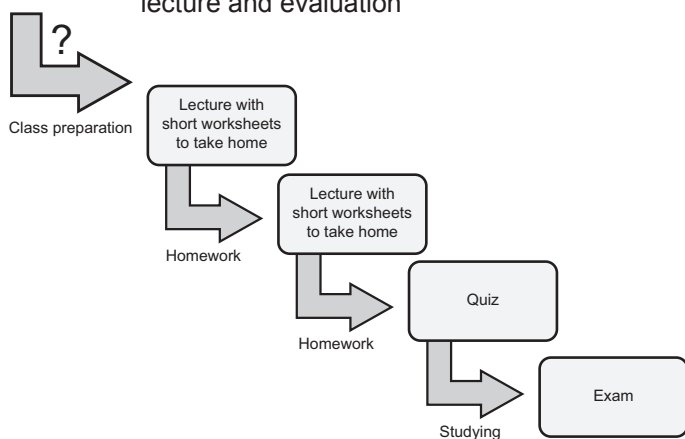 lecture and evaluation
?
Class preparation
Lecture with
short worksheets
to take home
Homework
Lecture with
short worksheets
to take home
Homework
Quiz
Studying
Exam